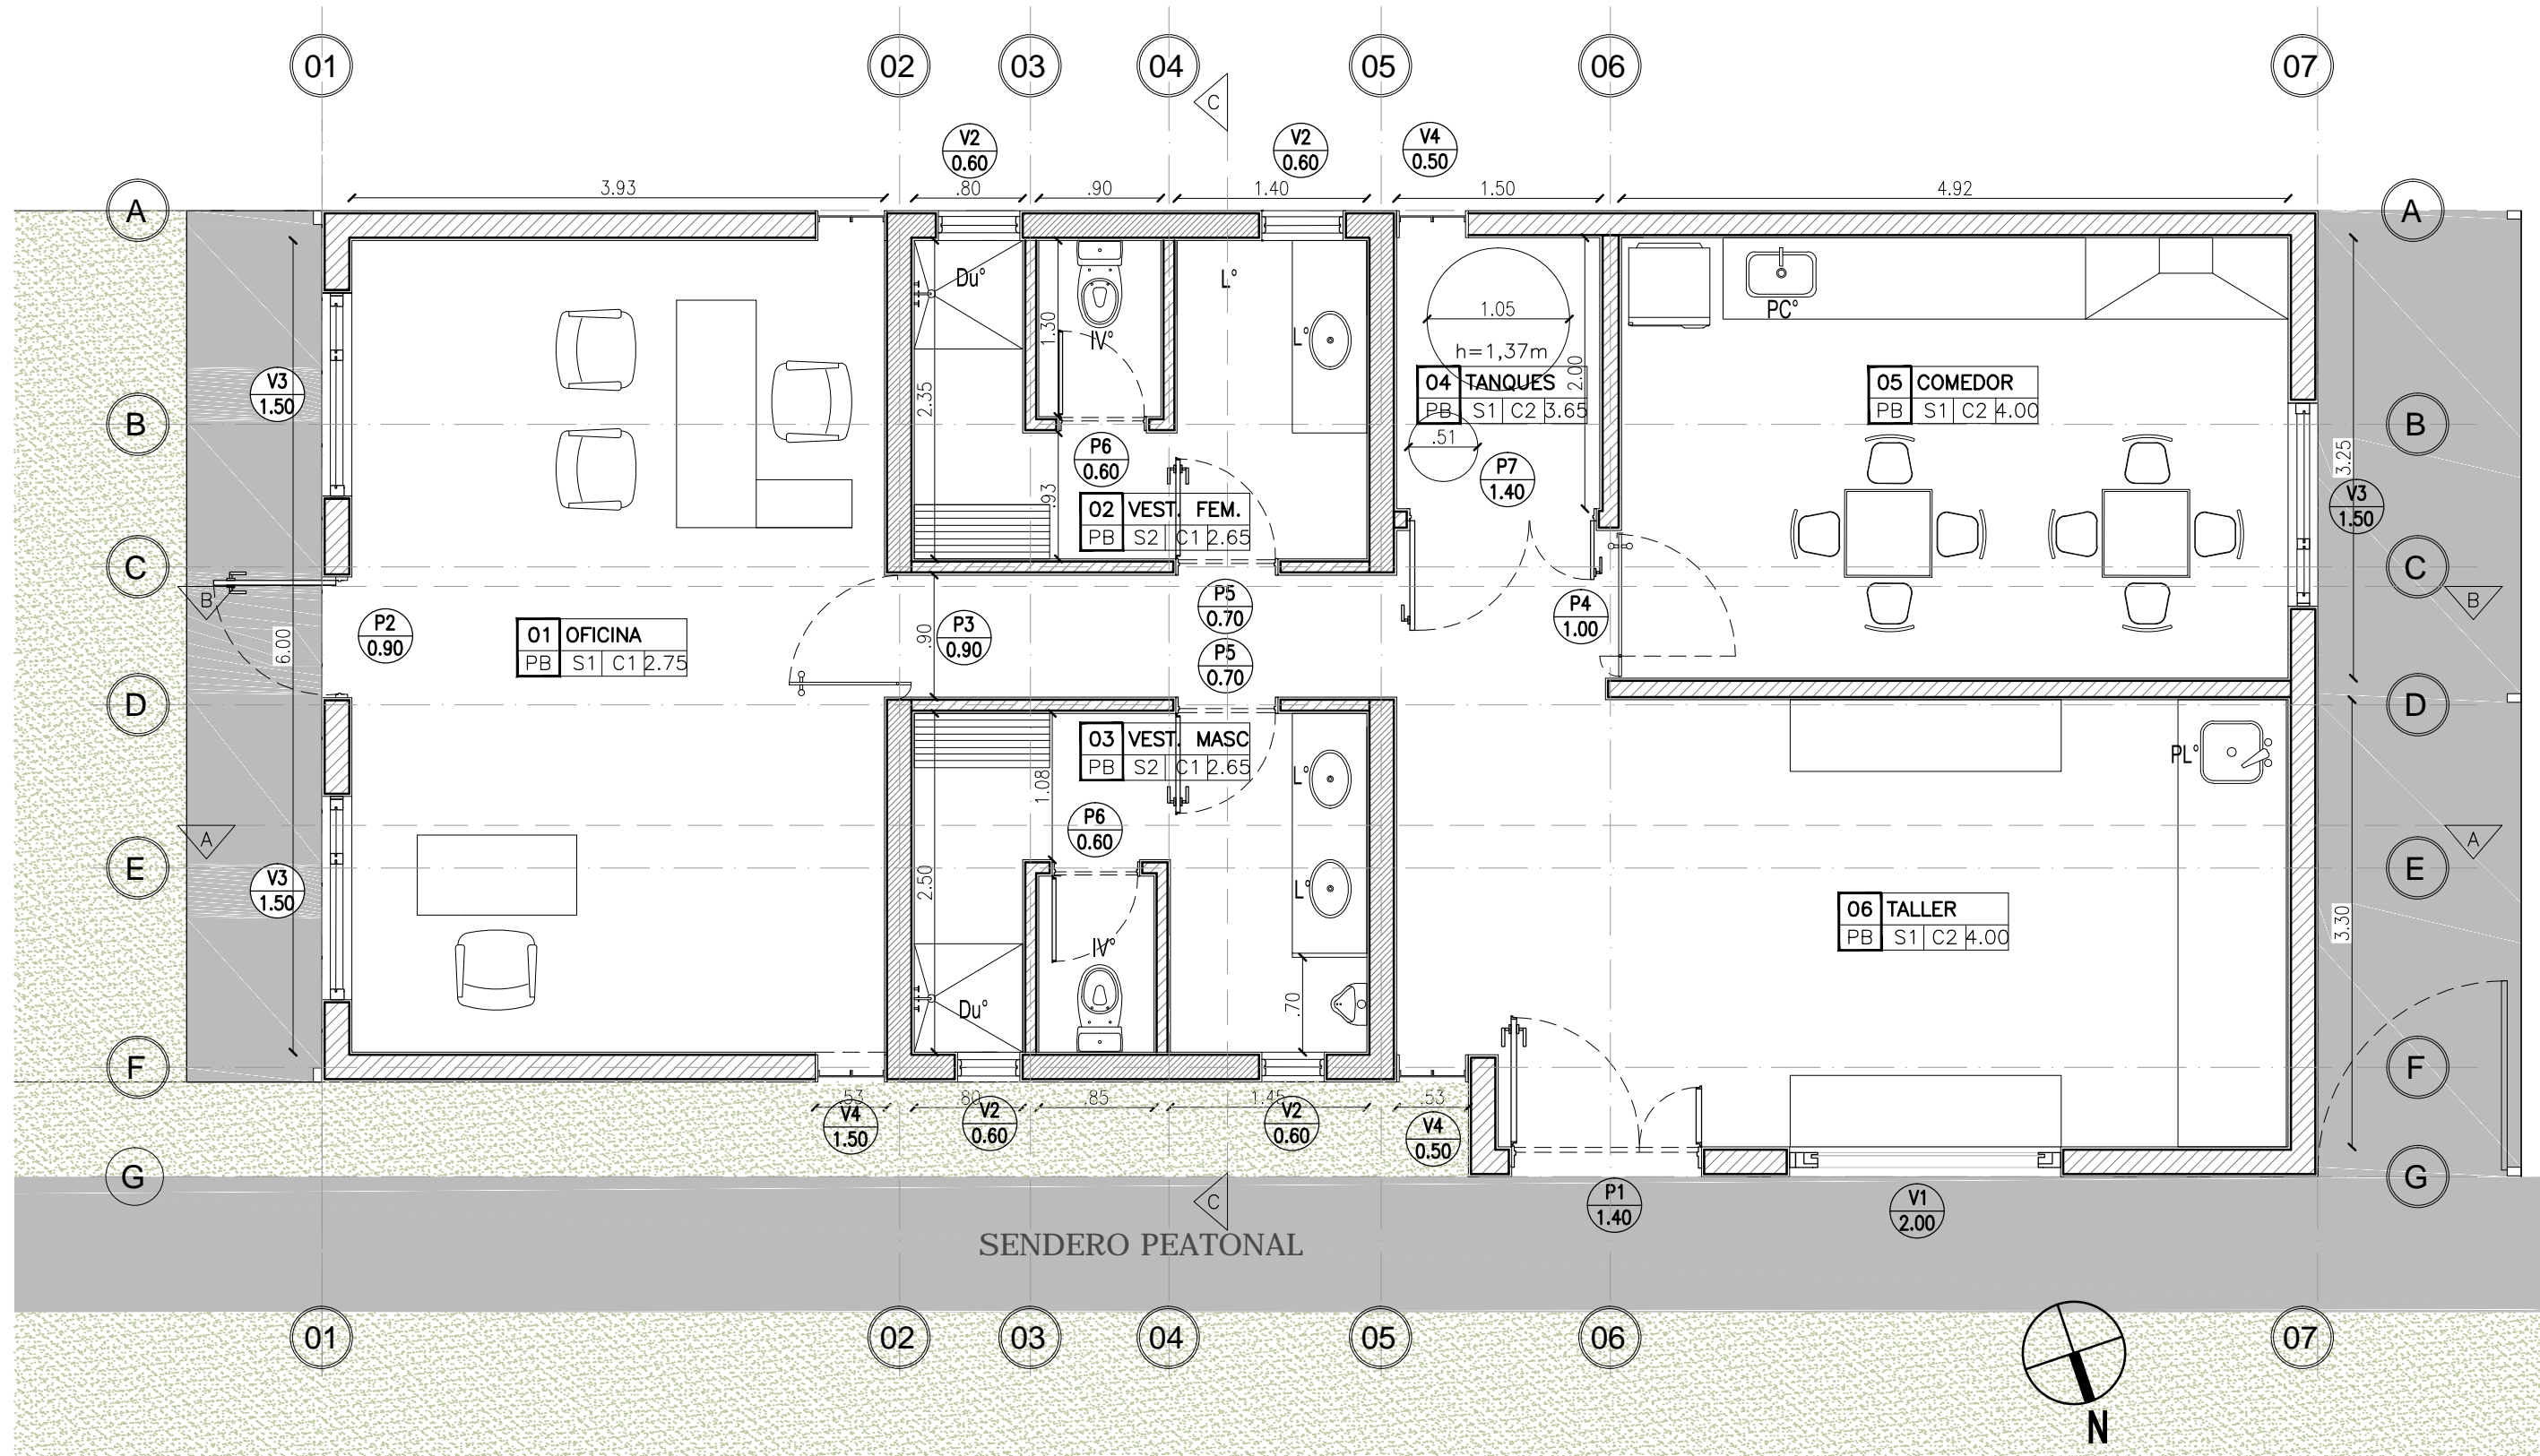 01 02 03 04 05 06 07
C
V2 V2 V4
0.60 0.60 0.50
3.93 .80 .90 1.40 1.50 4.92
A A
Du° L° PC°
1.30 IV° L° 1.05
h=1,37m
V3
1.50
2.35 2.00
04 TANQUES
PB S1 C2 3.65
05 COMEDOR
PB S1 C2 4.00
B B
.51
P6
0.60
P7
1.40
3.25
V3
1.50
.93
02 VEST. FEM.
PB S2 C1 2.65
C C
B B
P2
0.90
6.00
01 OFICINA
PB S1 C1 2.75
.90
P3
0.90
P5
0.70
P5
0.70
P4
1.00
D D
03 VEST. MASC
PB S2 C1 2.65
1.08
L°
PL°
P6
0.60
A A
E E
V3
1.50
2.50
L°
06 TALLER
PB S1 C2 4.00
3.30
IV°
Du°
.70
F F
.53 .80 .85 1.45 .53
V4
1.50
V2
0.60
V2
0.60
V4
0.50
G G
C
P1
1.40
V1
2.00
SENDERO PEATONAL
01 02 03 04 05 06 07
N